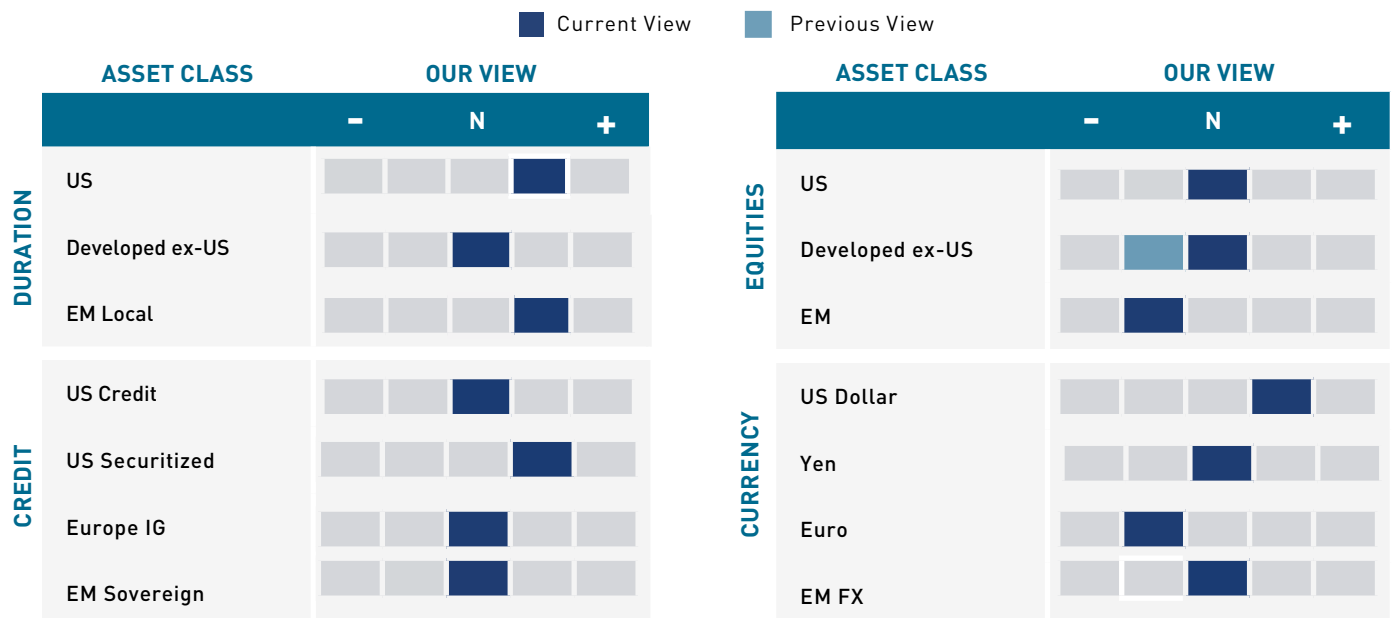 Current View
Previous View
ASSET CLASS
OUR VIEW
- N +
DURATION
US
Developed ex-US
EM Local
CREDIT
US Credit
US Securitized
Europe IG
EM Sovereign
ASSET CLASS
OUR VIEW
- N +
EQUITIES
US
Developed ex-US
EM
CURRENCY
US Dollar
Yen
Euro
EM FX